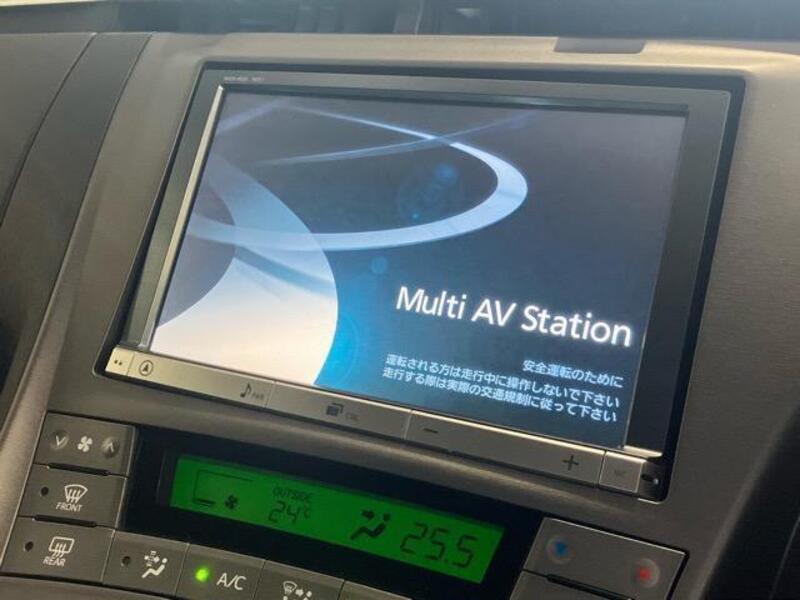 Multi AV Station
安全運転のために
運転される方は走行中に操作しないで下さい
走行する際は実際の交通規制に従って下さい
PWR
+
FRONT
REAR
OUTSIDE
24℃
25.5
A/C